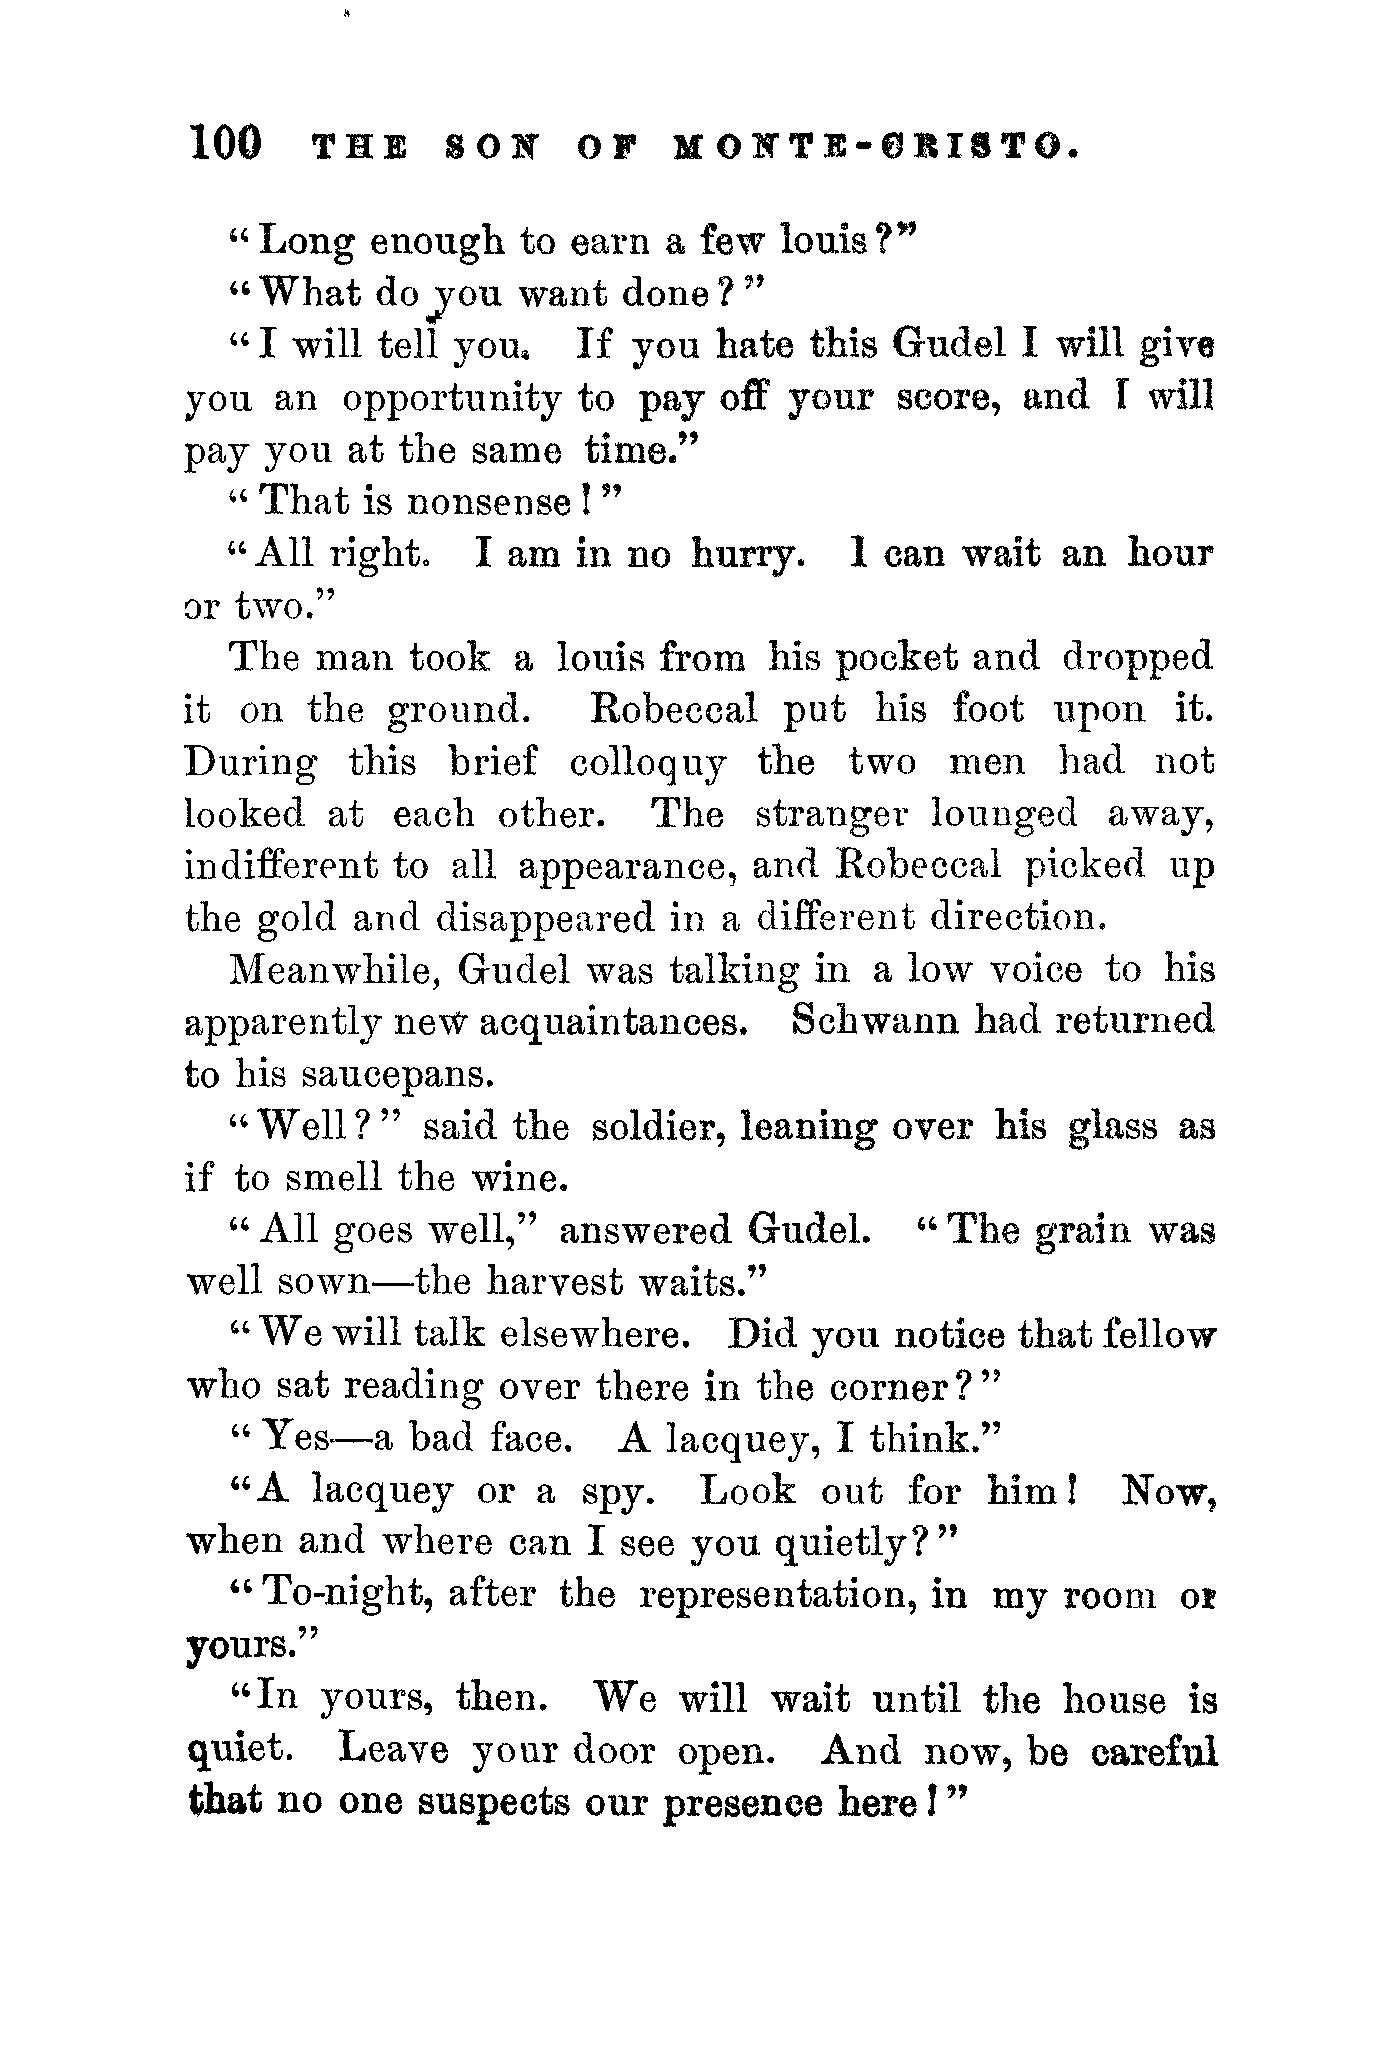 100 THE SON OF MONTE-CRISTO.
“Long enough to earn a few louis?”
“What do you want done?”
“I will tell you. If you hate this Gudel I will give
you an opportunity to pay off your score, and I will
pay you at the same time.”
“That is nonsense!”
“All right. I am in no hurry. I can wait an hour
or two.”
The man took a louis from his pocket and dropped
it on the ground. Robeccal put his foot upon it.
During this brief colloquy the two men had not
looked at each other. The stranger lounged away,
indifferent to all appearance, and Robeccal picked up
the gold and disappeared in a different direction.
Meanwhile, Gudel was talking in a low voice to his
apparently new acquaintances. Schwann had returned
to his saucepans.
“Well?” said the soldier, leaning over his glass as
if to smell the wine.
“All goes well,” answered Gudel. “The grain was
well sown—the harvest waits.”
“We will talk elsewhere. Did you notice that fellow
who sat reading over there in the corner?”
“Yes—a bad face. A lacquey, I think.”
“A lacquey or a spy. Look out for him! Now,
when and where can I see you quietly?”
“To-night, after the representation, in my room or
yours.”
“In yours, then. We will wait until the house is
quiet. Leave your door open. And now, be careful
that no one suspects our presence here!”